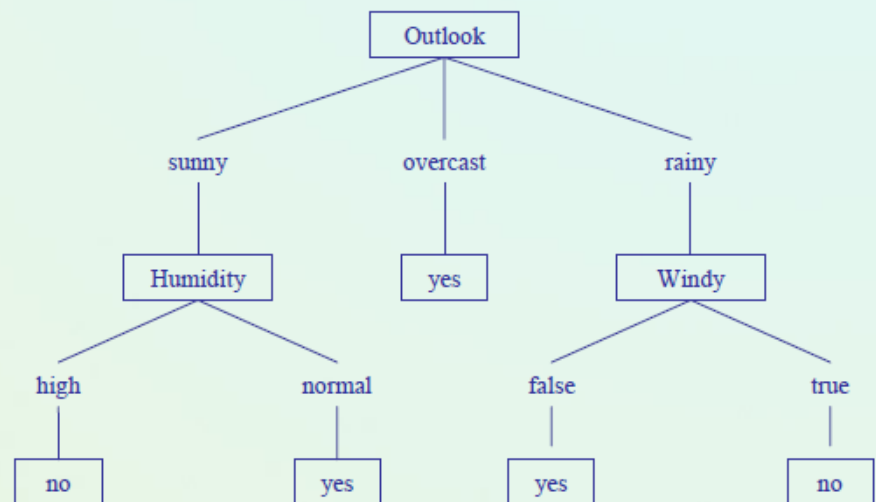 Outlook
sunny overcast rainy
Humidity yes Windy
high normal false true
no yes yes no